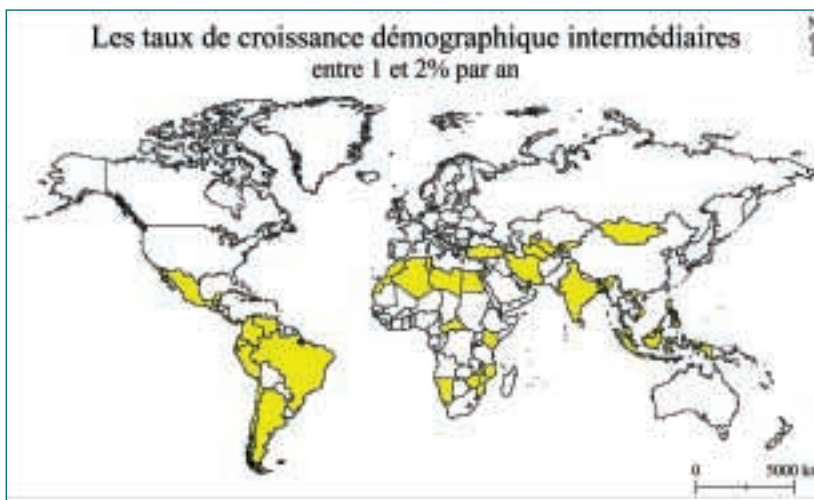 Les taux de croissance démographique intermédiaires
entre 1 et 2% par an
0 5000 km